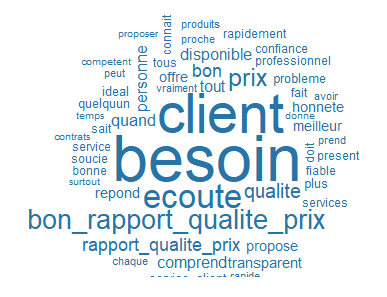 produits
connait
proposer
rapidement
proche
personne
disponible
confiance
tous
professionnel
competent
peut
offre
bon
prix
probleme
vraiment
ideal
tout
fait
avoir
quelquun
client
honnete
temps
quand
donne
sait
meilleur
contrats
besoin
prend
service
doit
present
soucie
bonne
fiable
surtout
repond
ecoute
qualite
plus
services
bon_rapport_qualite_prix
rapport_qualite_prix
propose
chaque
comprend
transparent
service_client
rapide